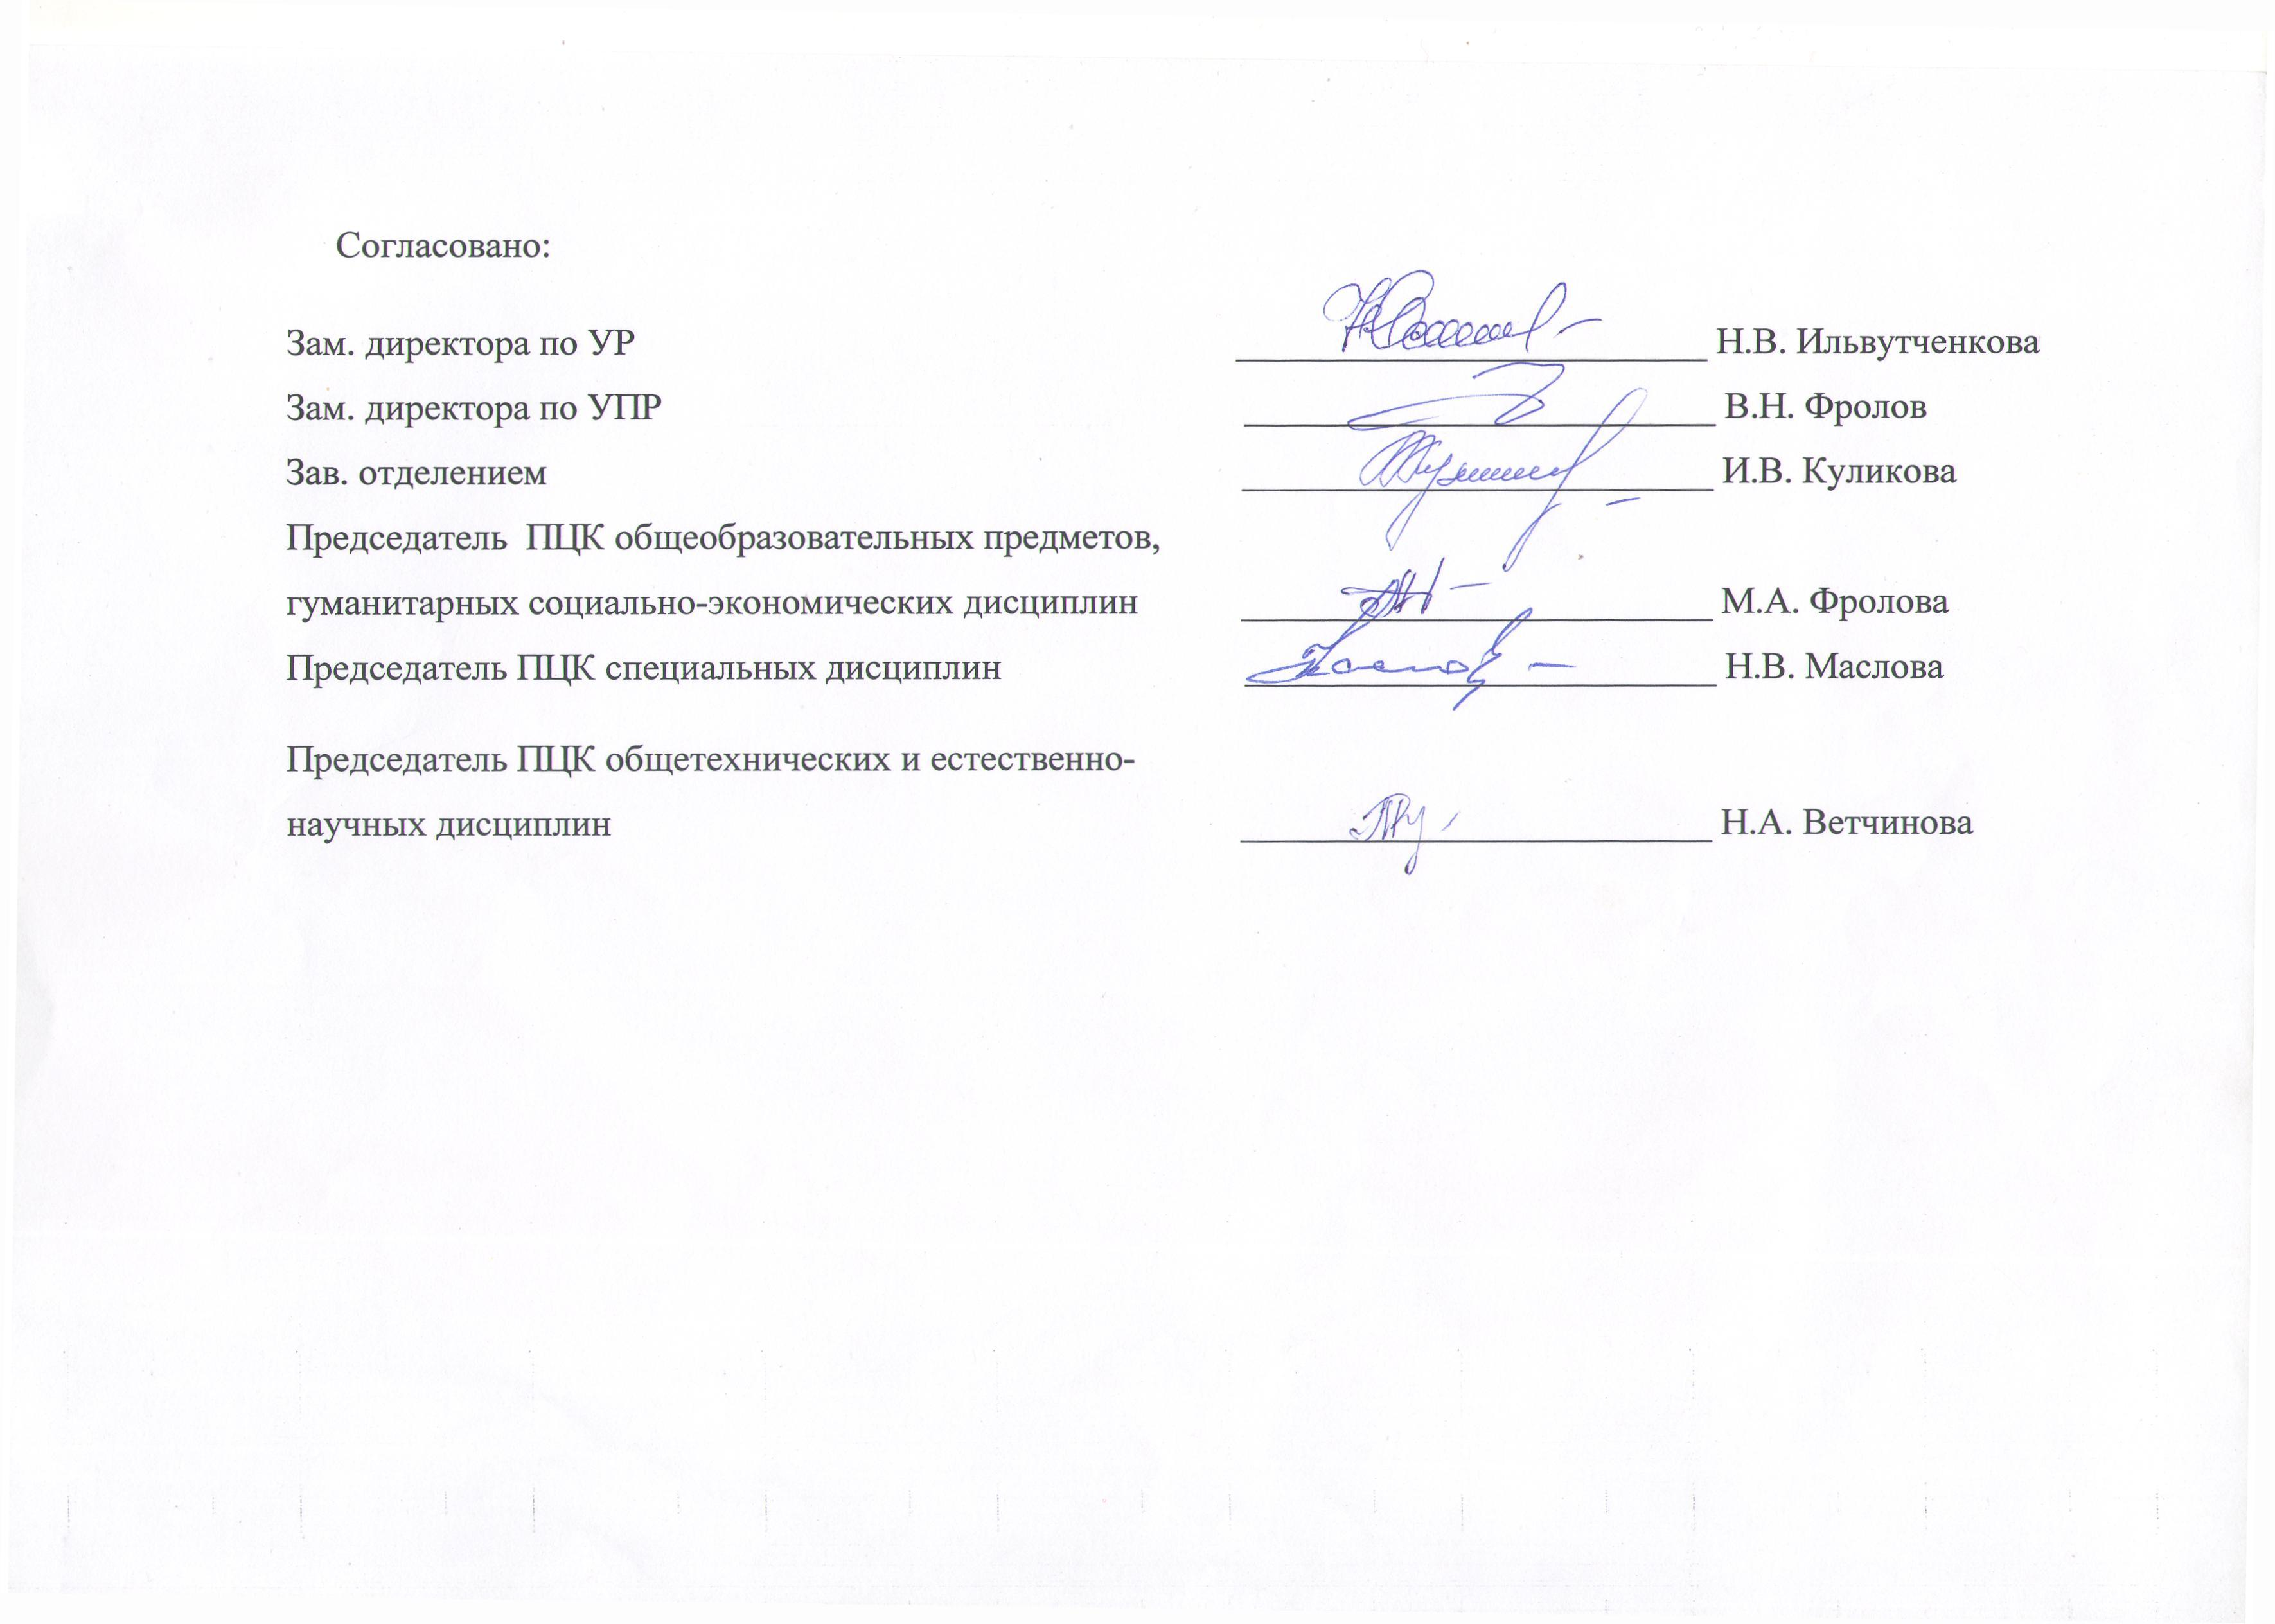 Согласовано:
Зам. директора по УР Н.В. Ильвутченкова
Зам. директора по УПР В.Н. Фролов
Зав. отделением И.В. Куликова
Председатель ПЦК общеобразовательных предметов,
гуманитарных социально-экономических дисциплин М.А. Фролова
Председатель ПЦК специальных дисциплин Н.В. Маслова
Председатель ПЦК общетехнических и естественно-
научных дисциплин Н.А. Ветчинова